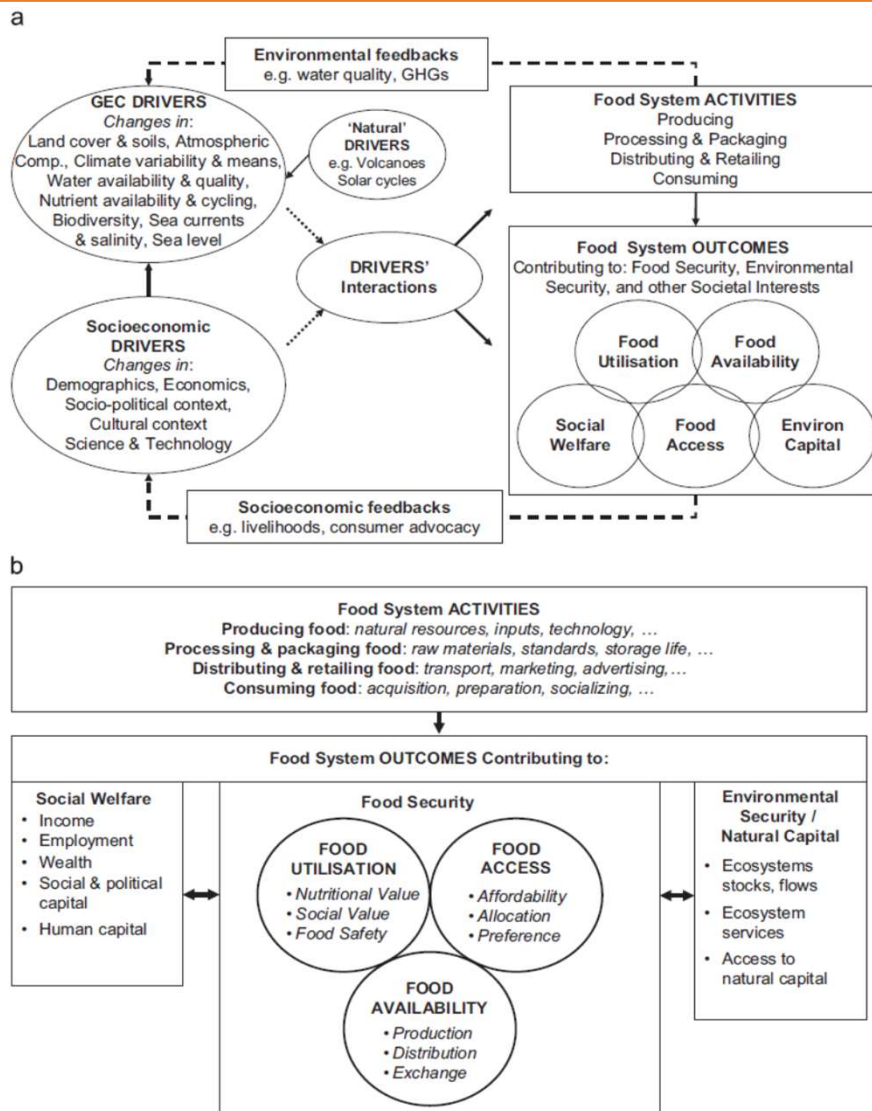 a
Environmental feedbacks
e.g. water quality, GHGs
GEC DRIVERS
Changes in:
Land cover & soils, Atmospheric
Comp., Climate variability & means,
Water availability & quality,
Nutrient availability & cycling,
Biodiversity, Sea currents
& salinity, Sea level
'Natural'
DRIVERS
e.g. Volcanoes
Solar cycles
Food System ACTIVITIES
Producing
Processing & Packaging
Distributing & Retailing
Consuming
DRIVERS'
Interactions
Food System OUTCOMES
Contributing to: Food Security, Environmental
Security, and other Societal Interests
Food
Utilisation
Food
Availability
Social
Welfare
Food
Access
Environ
Capital
Socioeconomic
DRIVERS
Changes in:
Demographics, Economics,
Socio-political context,
Cultural context
Science & Technology
Socioeconomic feedbacks
e.g. livelihoods, consumer advocacy
b
Food System ACTIVITIES
Producing food: natural resources, inputs, technology, …
Processing & packaging food: raw materials, standards, storage life, …
Distributing & retailing food: transport, marketing, advertising,…
Consuming food: acquisition, preparation, socializing, …
Food System OUTCOMES Contributing to:
Social Welfare
• Income
• Employment
• Wealth
• Social & political
capital
• Human capital
Food Security
FOOD
UTILISATION
• Nutritional Value
• Social Value
• Food Safety
FOOD
ACCESS
• Affordability
• Allocation
• Preference
FOOD
AVAILABILITY
• Production
• Distribution
• Exchange
Environmental
Security /
Natural Capital
• Ecosystems
stocks, flows
• Ecosystem
services
• Access to
natural capital